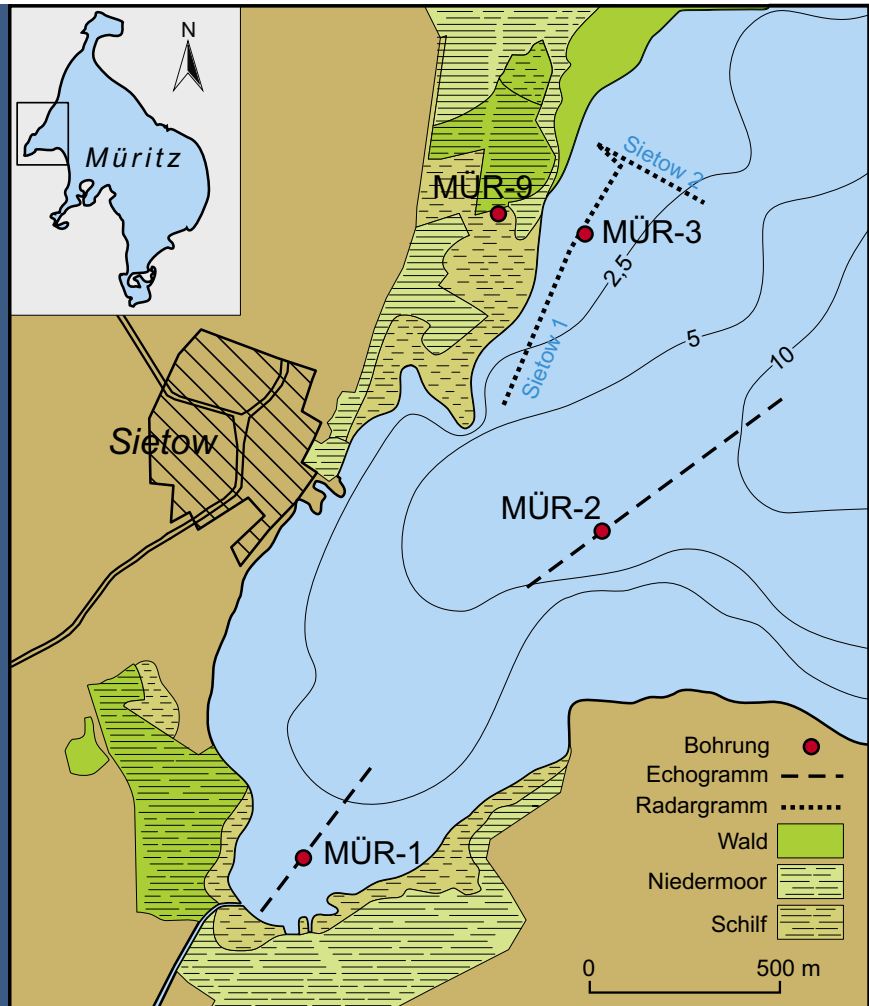 N
Müritz
Sietow 2
MÜR-9
MÜR-3
2,5
Sietow 1
5
10
Sietow
MÜR-2
MÜR-1
Bohrung
Echogramm
Radargramm
Wald
Niedermoor
Schilf
0 500 m